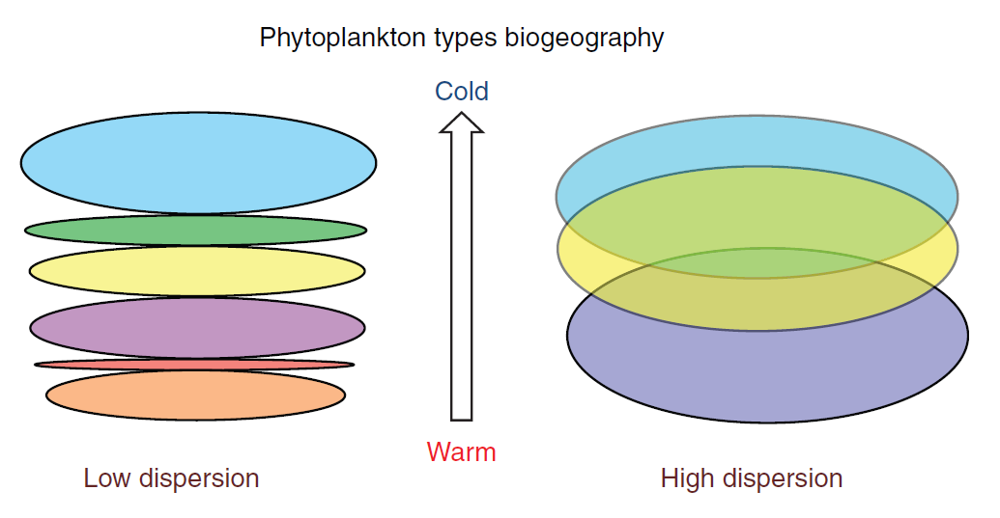 Phytoplankton types biogeography
Cold
Warm
Low dispersion
High dispersion